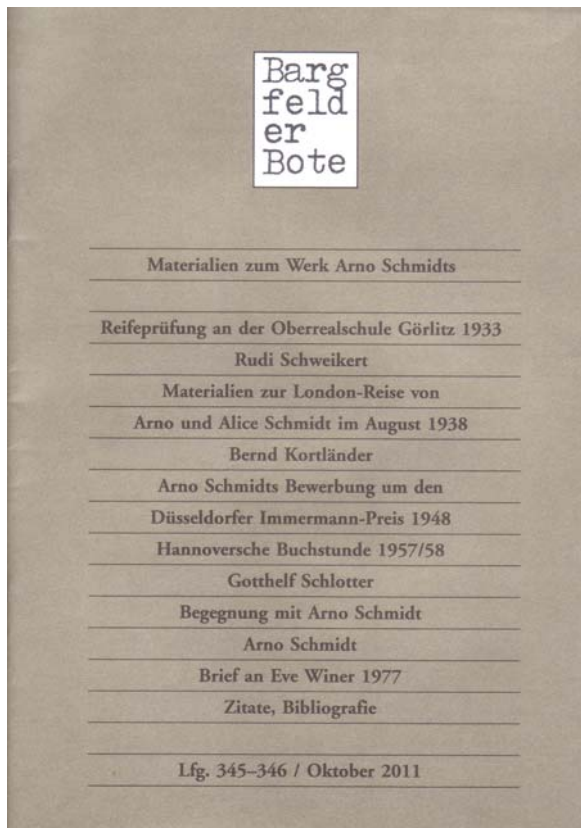 Barg
feld
er
Bote
Materialien zum Werk Arno Schmidts
Reifeprüfung an der Oberrealschule Görlitz 1933
Rudi Schweikert
Materialien zur London-Reise von
Arno und Alice Schmidt im August 1938
Bernd Kortländer
Arno Schmidts Bewerbung um den
Düsseldorfer Immermann-Preis 1948
Hannoversche Buchstunde 1957/58
Gotthelf Schlotter
Begegnung mit Arno Schmidt
Arno Schmidt
Brief an Eve Winer 1977
Zitate, Bibliografie
Lfg. 345–346 / Oktober 2011